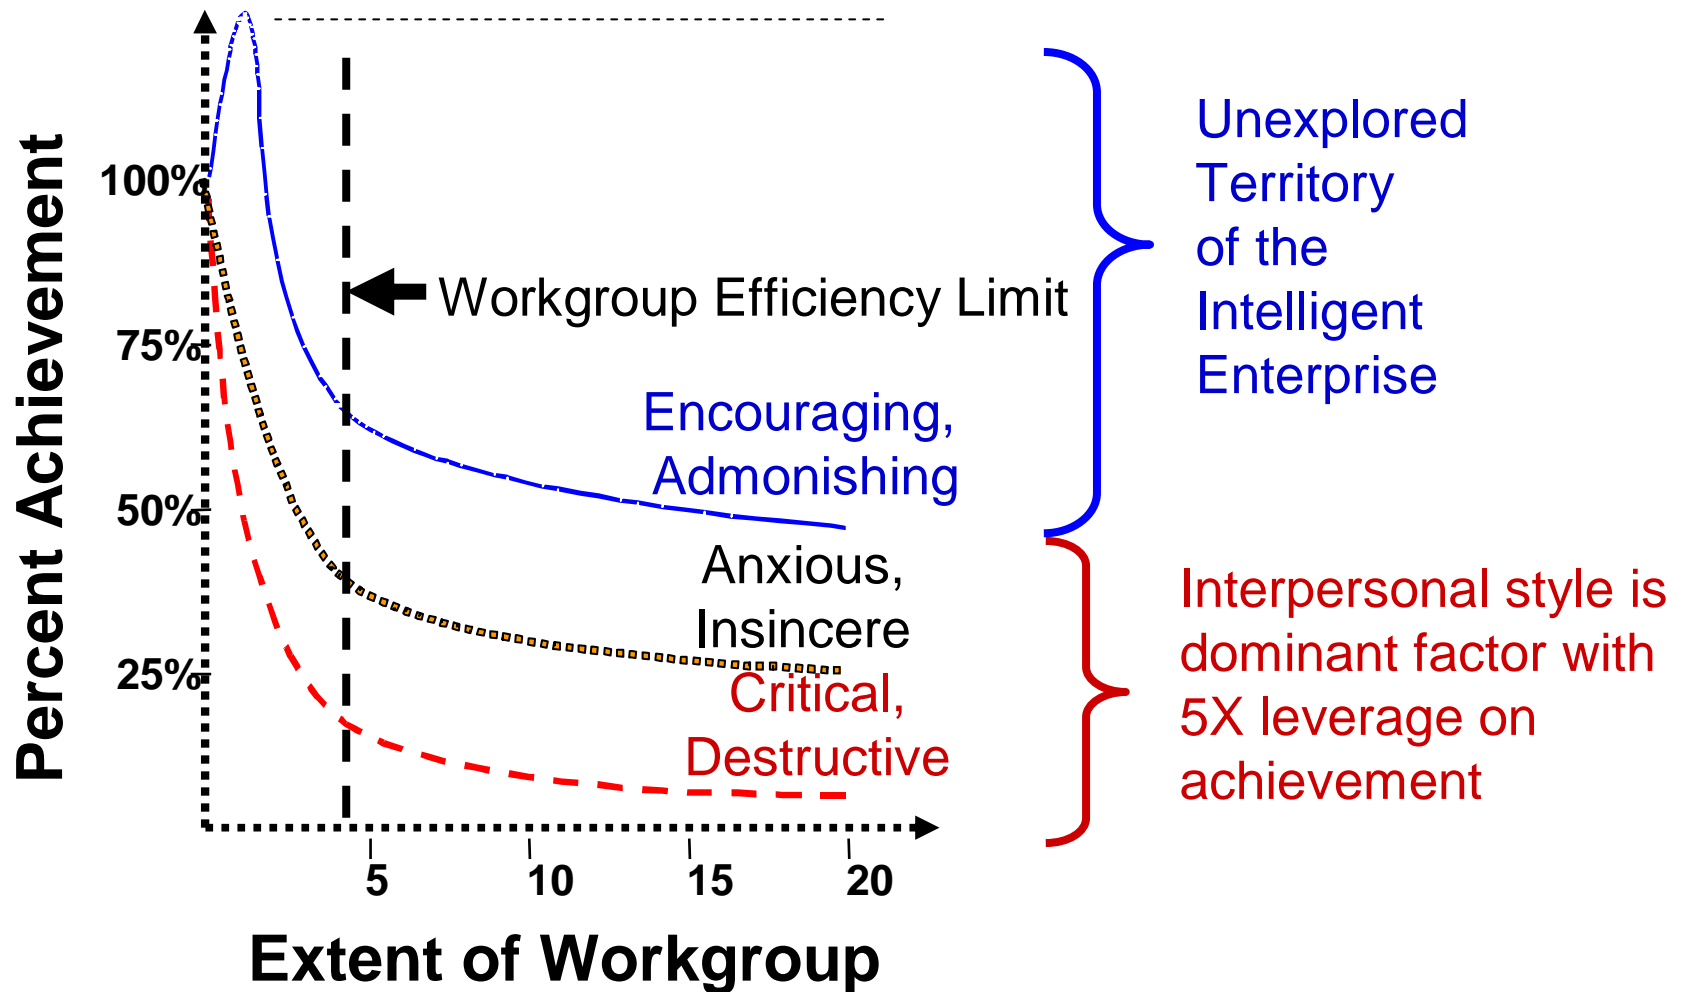 Percent Achievement
100%
75%
50%
25%
Workgroup Efficiency Limit
Encouraging,
Admonishing
Anxious,
Insincere
Critical,
Destructive
5
10
15
20
Extent of Workgroup
Unexplored
Territory
of the
Intelligent
Enterprise
Interpersonal style is
dominant factor with
5X leverage on
achievement